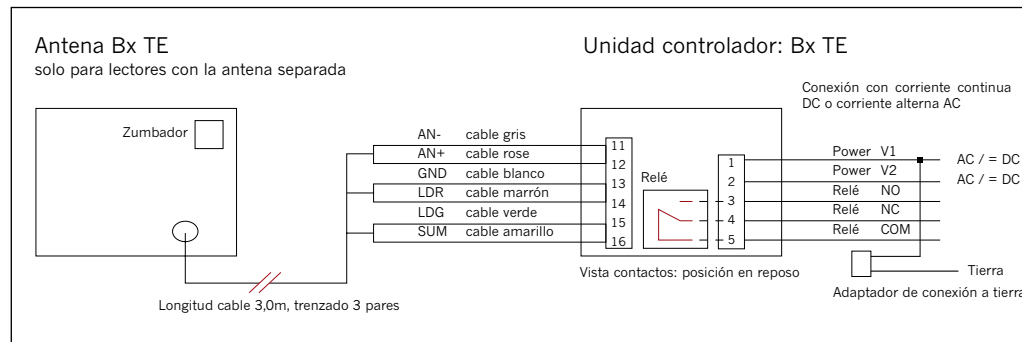 Antena Bx TE
solo para lectores con la antena separada
Unidad controlador: Bx TE
Conexión con corriente continua
DC o corriente alterna AC
Zumbador
AN- cable gris
AN+ cable rose
GND cable blanco
LDR cable marrón
LDG cable verde
SUM cable amarillo
11
12
13
14
15
16
Relé
1
2
3
4
5
Power V1
Power V2
Relé NO
Relé NC
Relé COM
AC / = DC
AC / = DC
Vista contactos: posición en reposo
Tierra
Adaptador de conexión a tierra
Longitud cable 3,0m, trenzado 3 pares